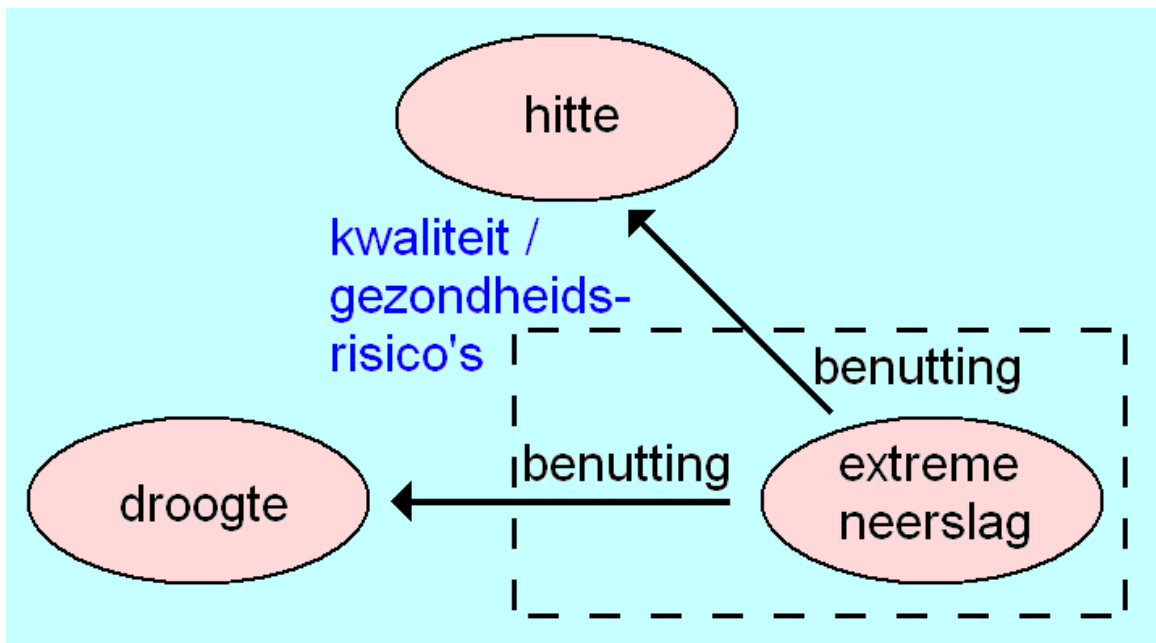 hitte
kwaliteit /
gezondheids-
risico's
benutting
benutting
extreme
neerslag
droogte